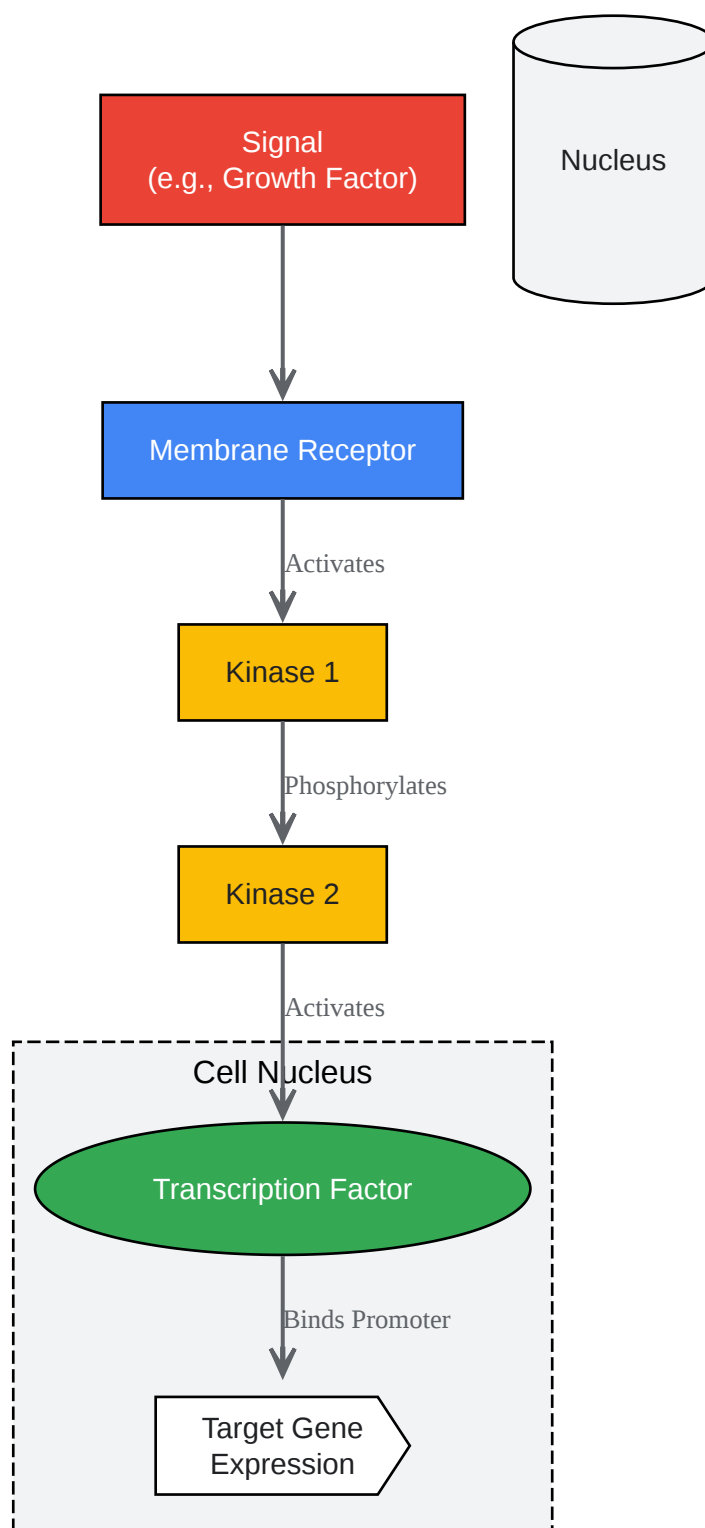 Signal
(e.g., Growth Factor)
Nucleus
Membrane Receptor
Activates
Kinase 1
Phosphorylates
Kinase 2
Activates
Cell Nucleus
Transcription Factor
Binds Promoter
Target Gene
Expression